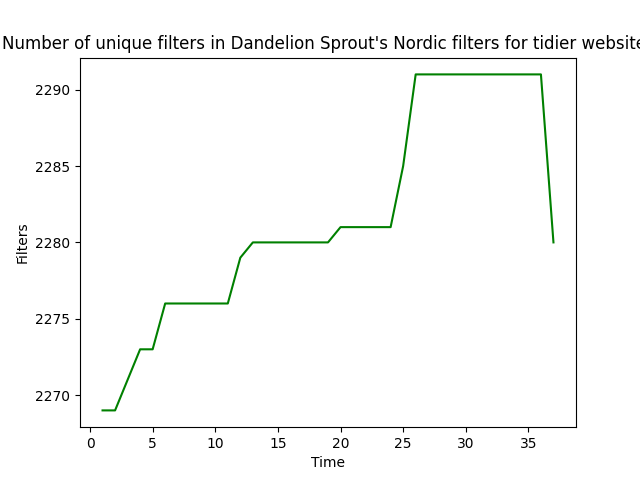 Number of unique filters in Dandelion Sprout's Nordic filters for tidier website
2290
2285
2280
2275
2270
Filters
0 5 10 15 20 25 30 35
Time